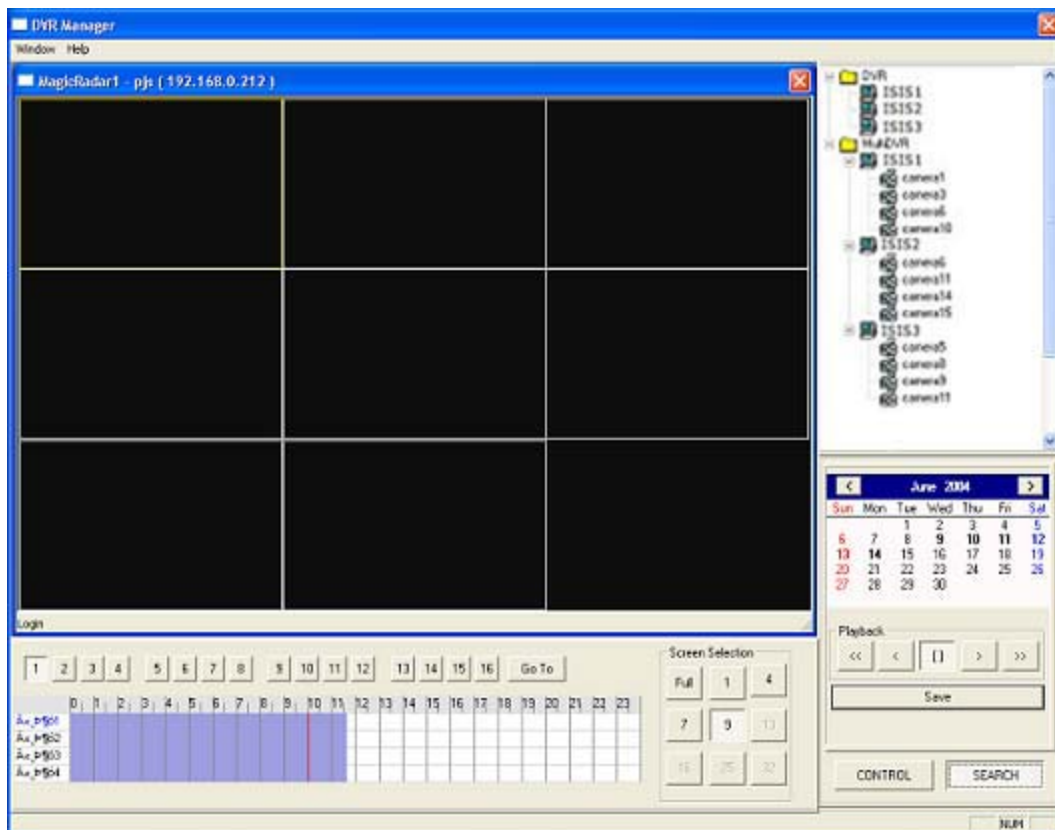 DVR Manager
Window Help
MagicRadar1 - pjs ( 192.168.0.212 )
DVR
ISIS1
ISIS2
ISIS3
MultiDVR
ISIS1
camera1
camera3
camera6
camera10
ISIS2
camera6
camera11
camera14
camera15
ISIS3
camera5
camera8
camera9
camera11
Login
< June 2004 >
Sun Mon Tue Wed Thu Fri Sat
1 2 3 4 5
6 7 8 9 10 11 12
13 14 15 16 17 18 19
20 21 22 23 24 25 26
27 28 29 30
Playback
<< < [] > >>
Save
CONTROL SEARCH
1 2 3 4 5 6 7 8 9 10 11 12 13 14 15 16 Go To
0 1 2 3 4 5 6 7 8 9 10 11 12 13 14 15 16 17 18 19 20 21 22 23
Screen Selection
Full 1 4
7 9 13
16 25 32
NUM